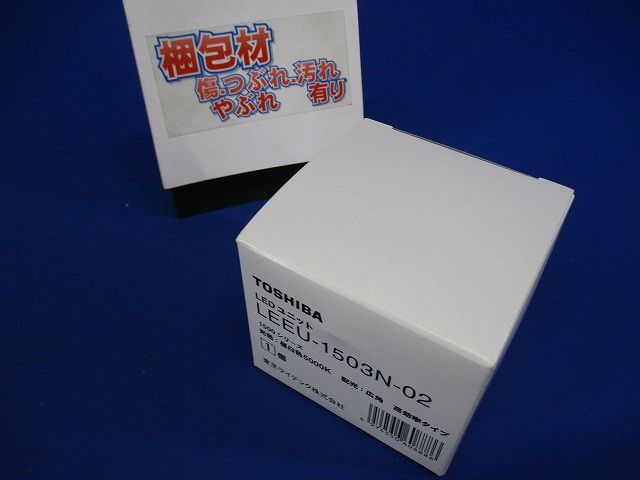 梱包材
傷.つぶれ.汚れ
やぶれ 有り
TOSHIBA
LEDユニット
LEEU-1503N-02
1500シリーズ
光色：昼白色5000K 配光：広角 高効率タイプ
1個
東芝ライテック株式会社